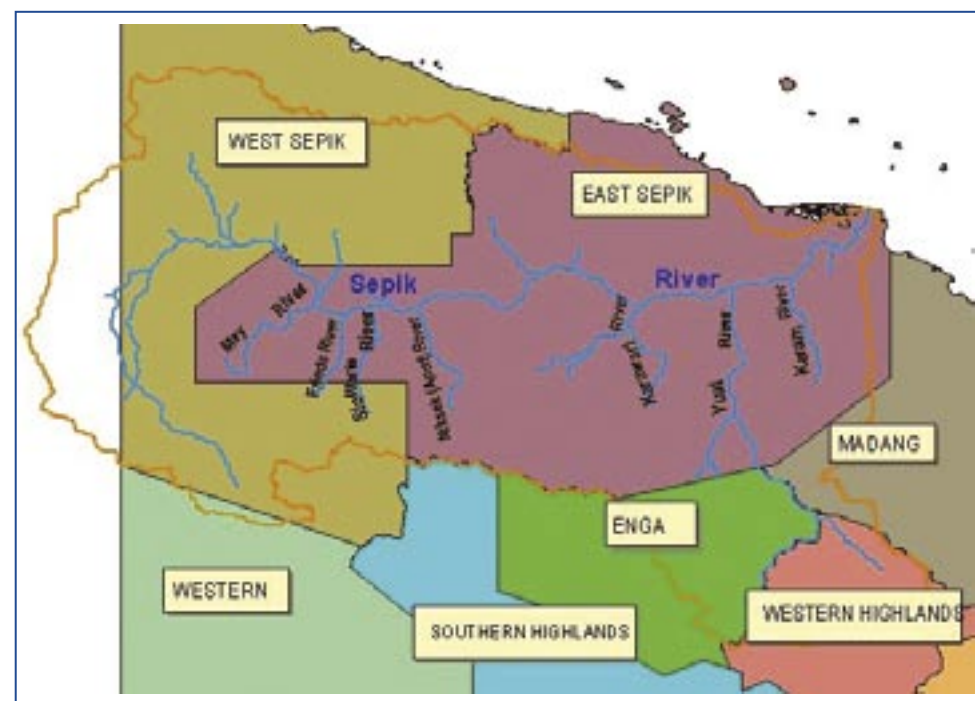 WEST SEPIK
EAST SEPIK
Sepik
River
May River
Frieda River
River
River
Karawari River
Yuat River
Keram River
MADANG
ENGA
WESTERN
WESTERN HIGHLANDS
SOUTHERN HIGHLANDS